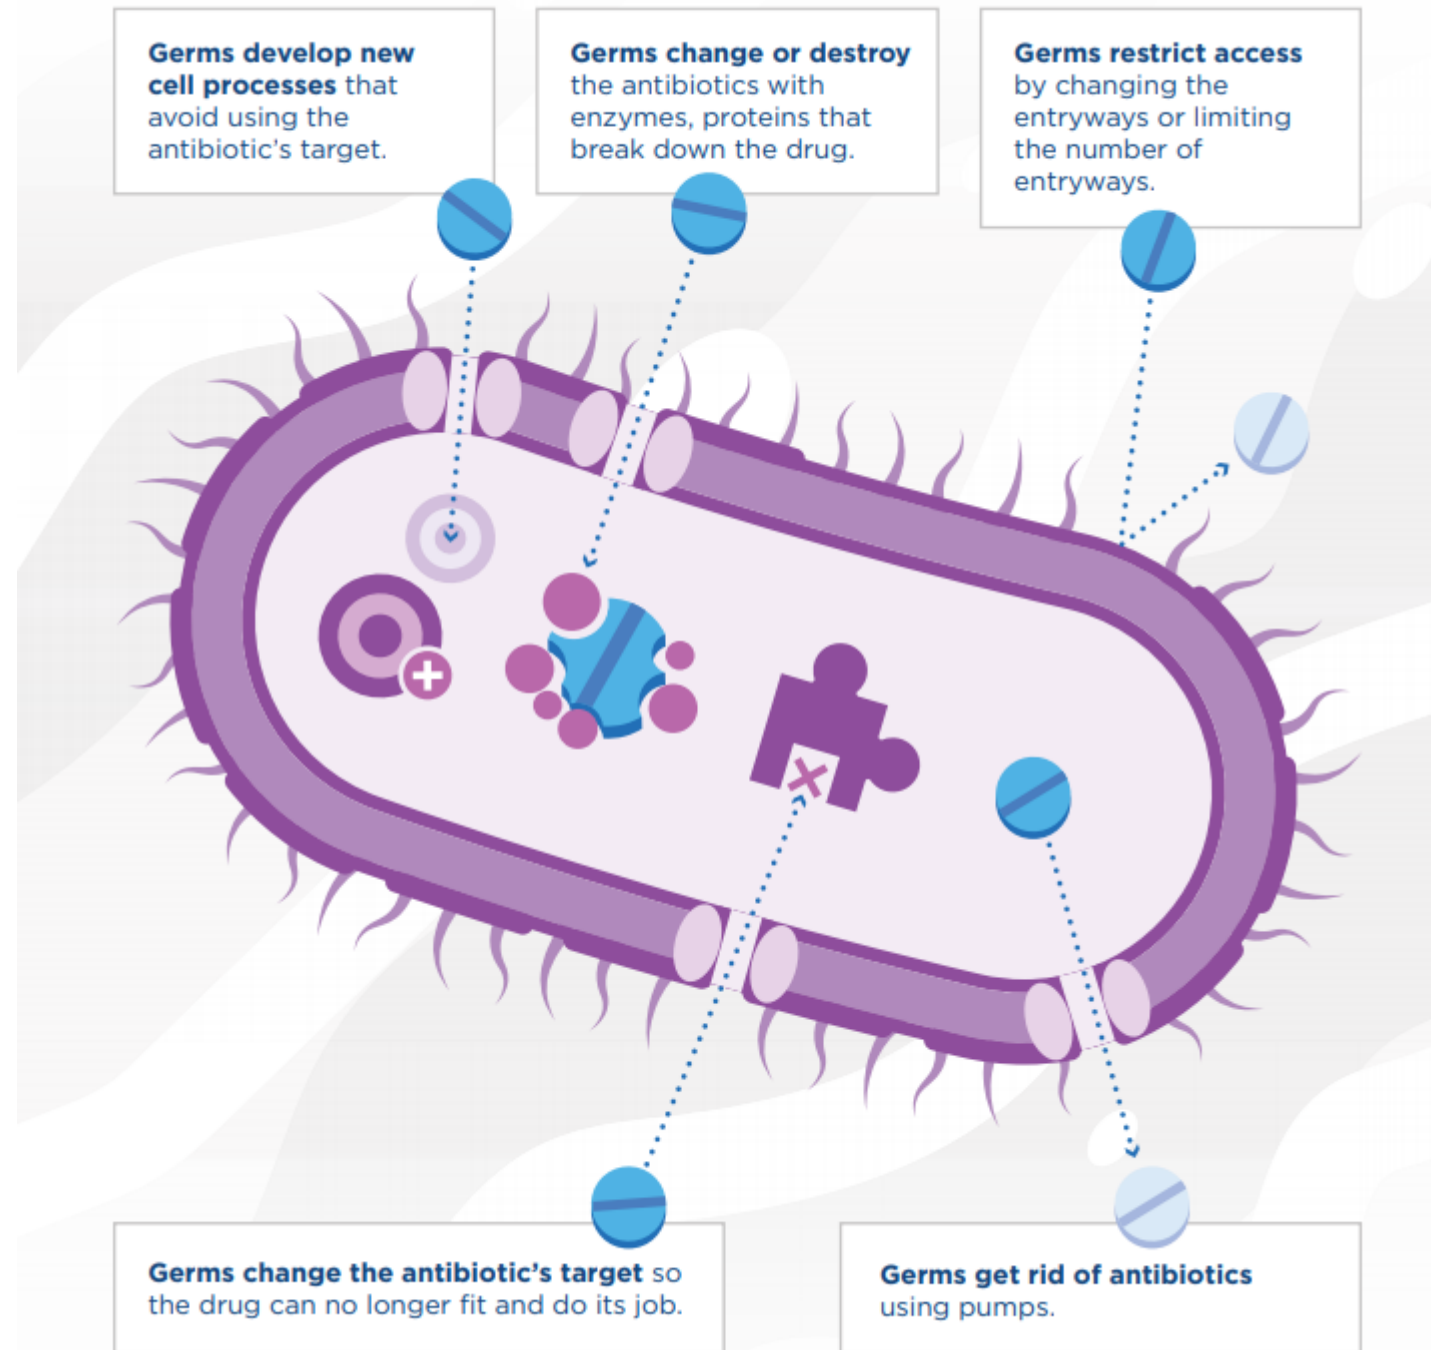 Germs develop new
cell processes that
avoid using the
antibiotic’s target.
Germs change or destroy
the antibiotics with
enzymes, proteins that
break down the drug.
Germs restrict access
by changing the
entryways or limiting
the number of
entryways.
Germs change the antibiotic’s target so
the drug can no longer fit and do its job.
Germs get rid of antibiotics
using pumps.